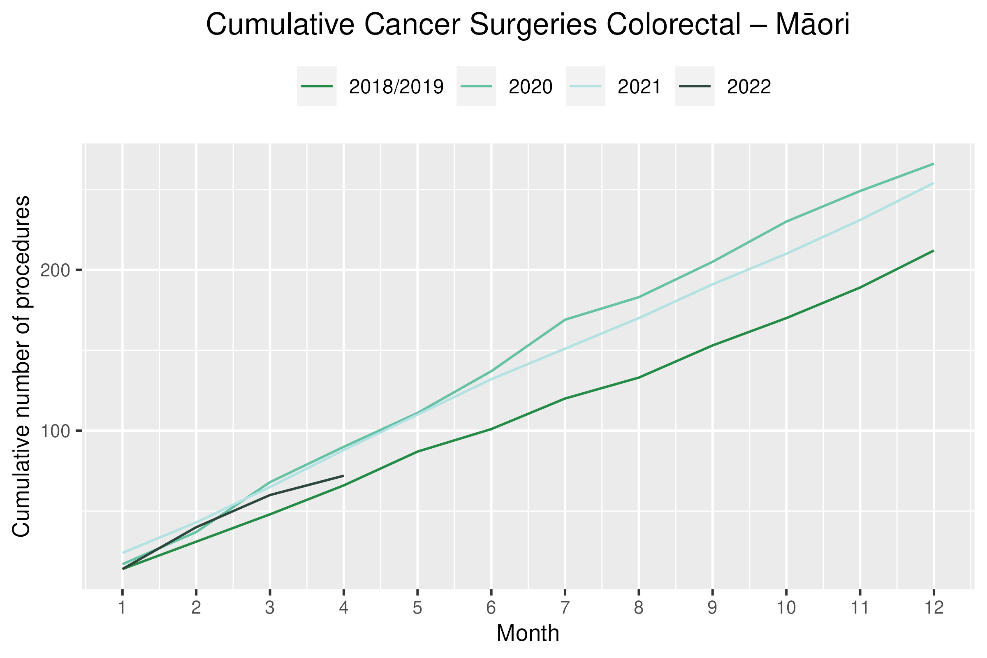 Cumulative Cancer Surgeries Colorectal – Māori
2018/2019 2020 2021 2022
Cumulative number of procedures
200
100
1 2 3 4 5 6 7 8 9 10 11 12
Month